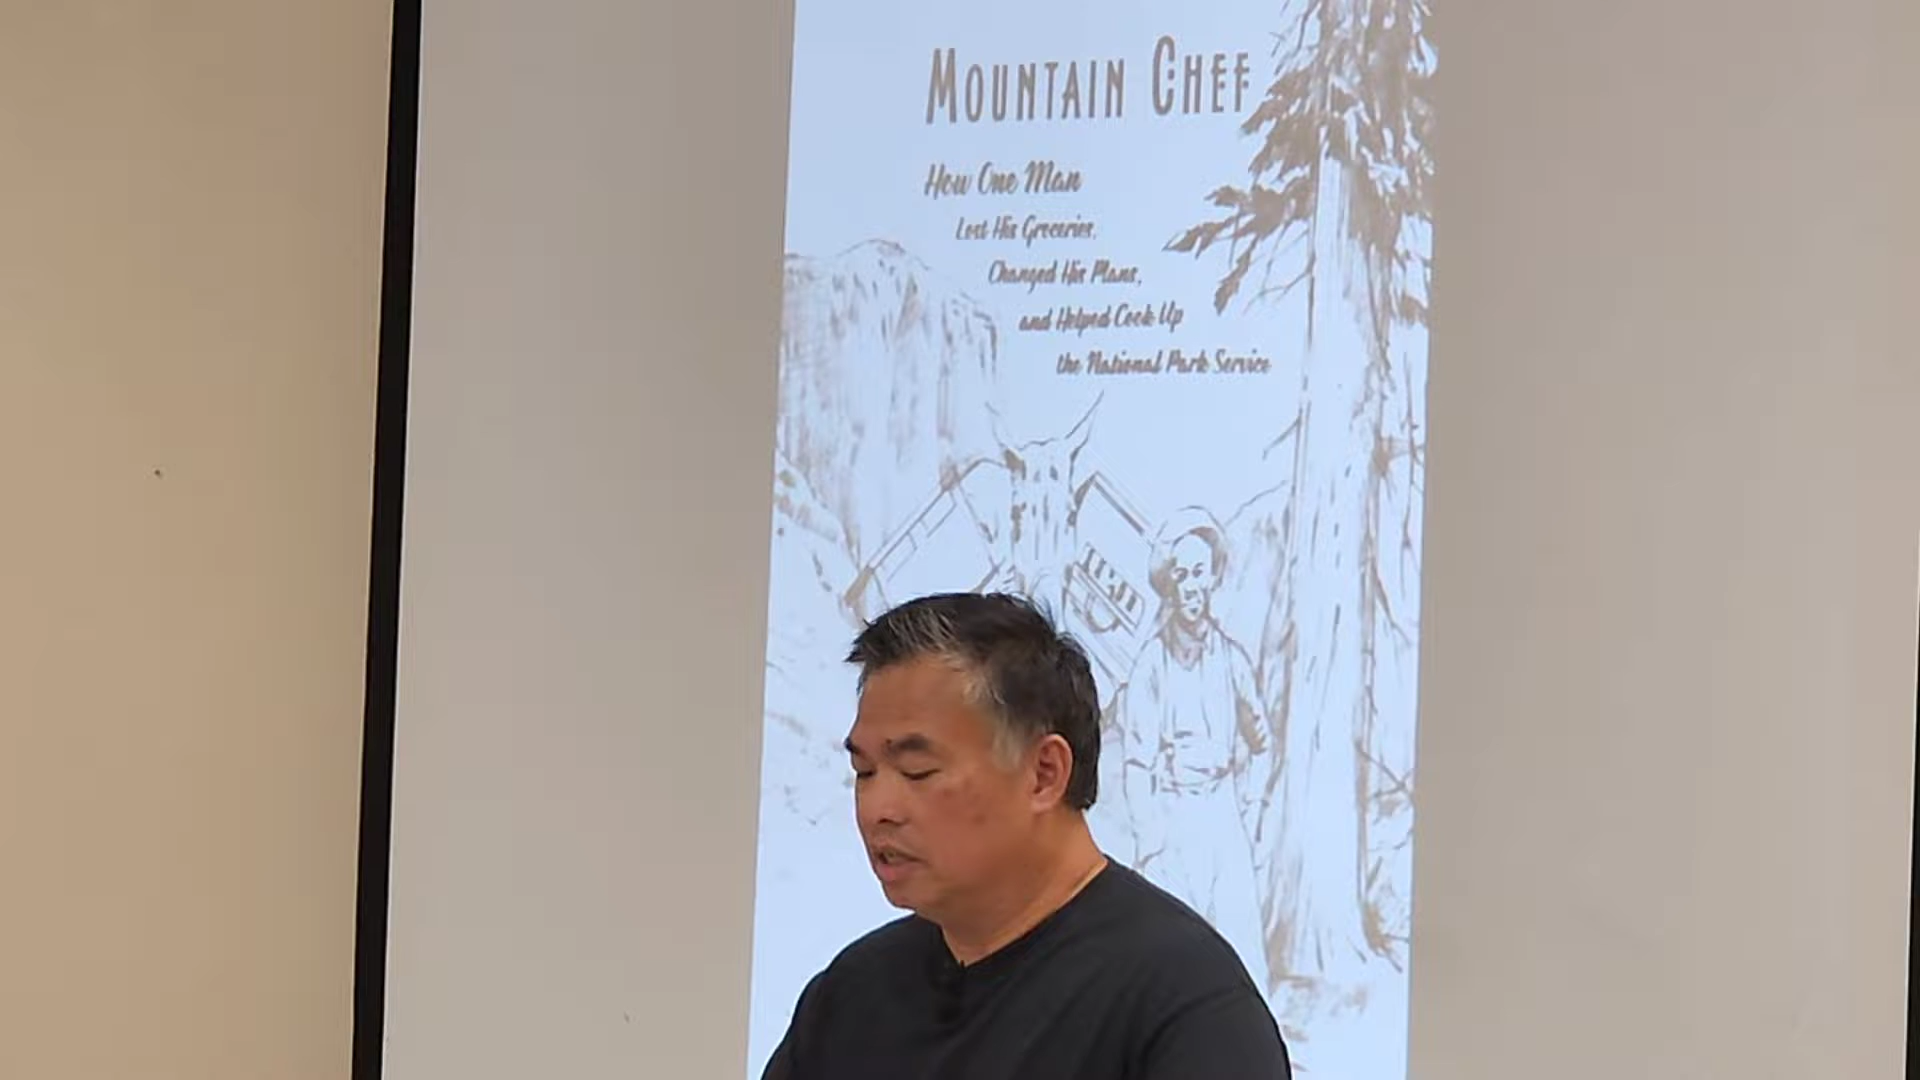 MOUNTAIN CHEF
How One Man
Lost His Groceries,
Changed His Plans,
and Helped Cook Up
the National Park Service